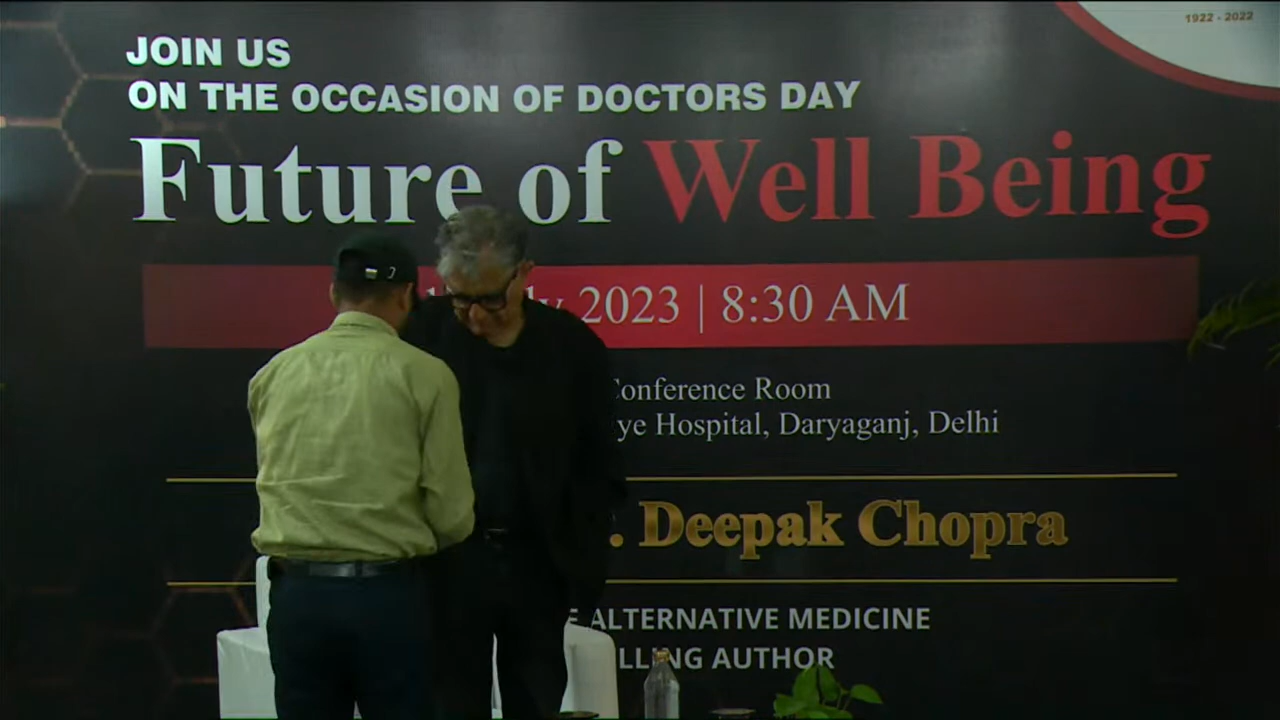 1922 - 2022
JOIN US
ON THE OCCASION OF DOCTORS DAY
Future of Well Being
2023 | 8:30 AM
Conference Room
Hospital, Daryaganj, Delhi
Deepak Chopra
ALTERNATIVE MEDICINE
AUTHOR